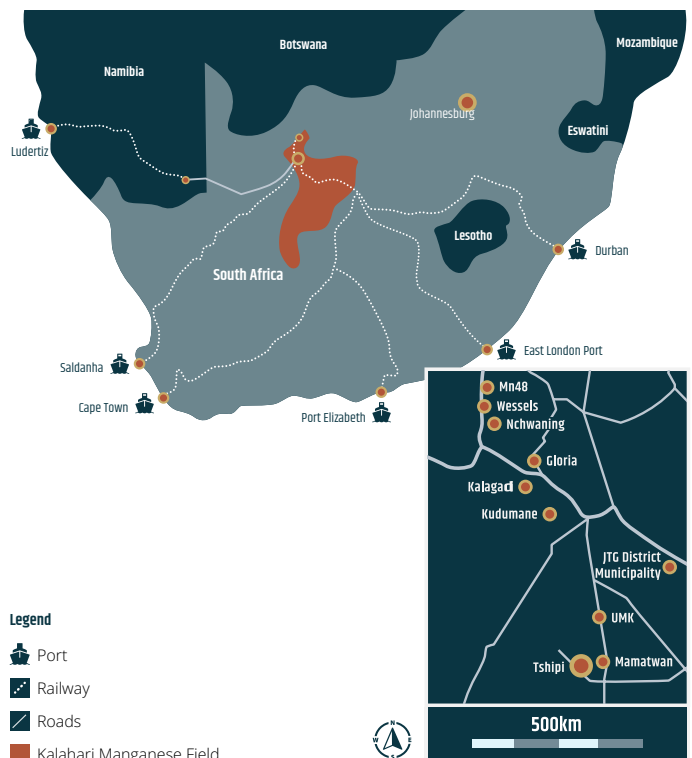 Botswana
Mozambique
Namibia
Johannesburg
Eswatini
Ludertiz
Lesotho
Durban
South Africa
East London Port
Saldanha
Cape Town
Port Elizabeth
Mn48
Wessels
Nchwaning
Gloria
Kalagadi
Kudumane
JTG District
Municipality
UMK
Tshipi
Mamatwan
500km
N
W E
S
Legend
Port
Railway
Roads
Kalahari Manganese Field